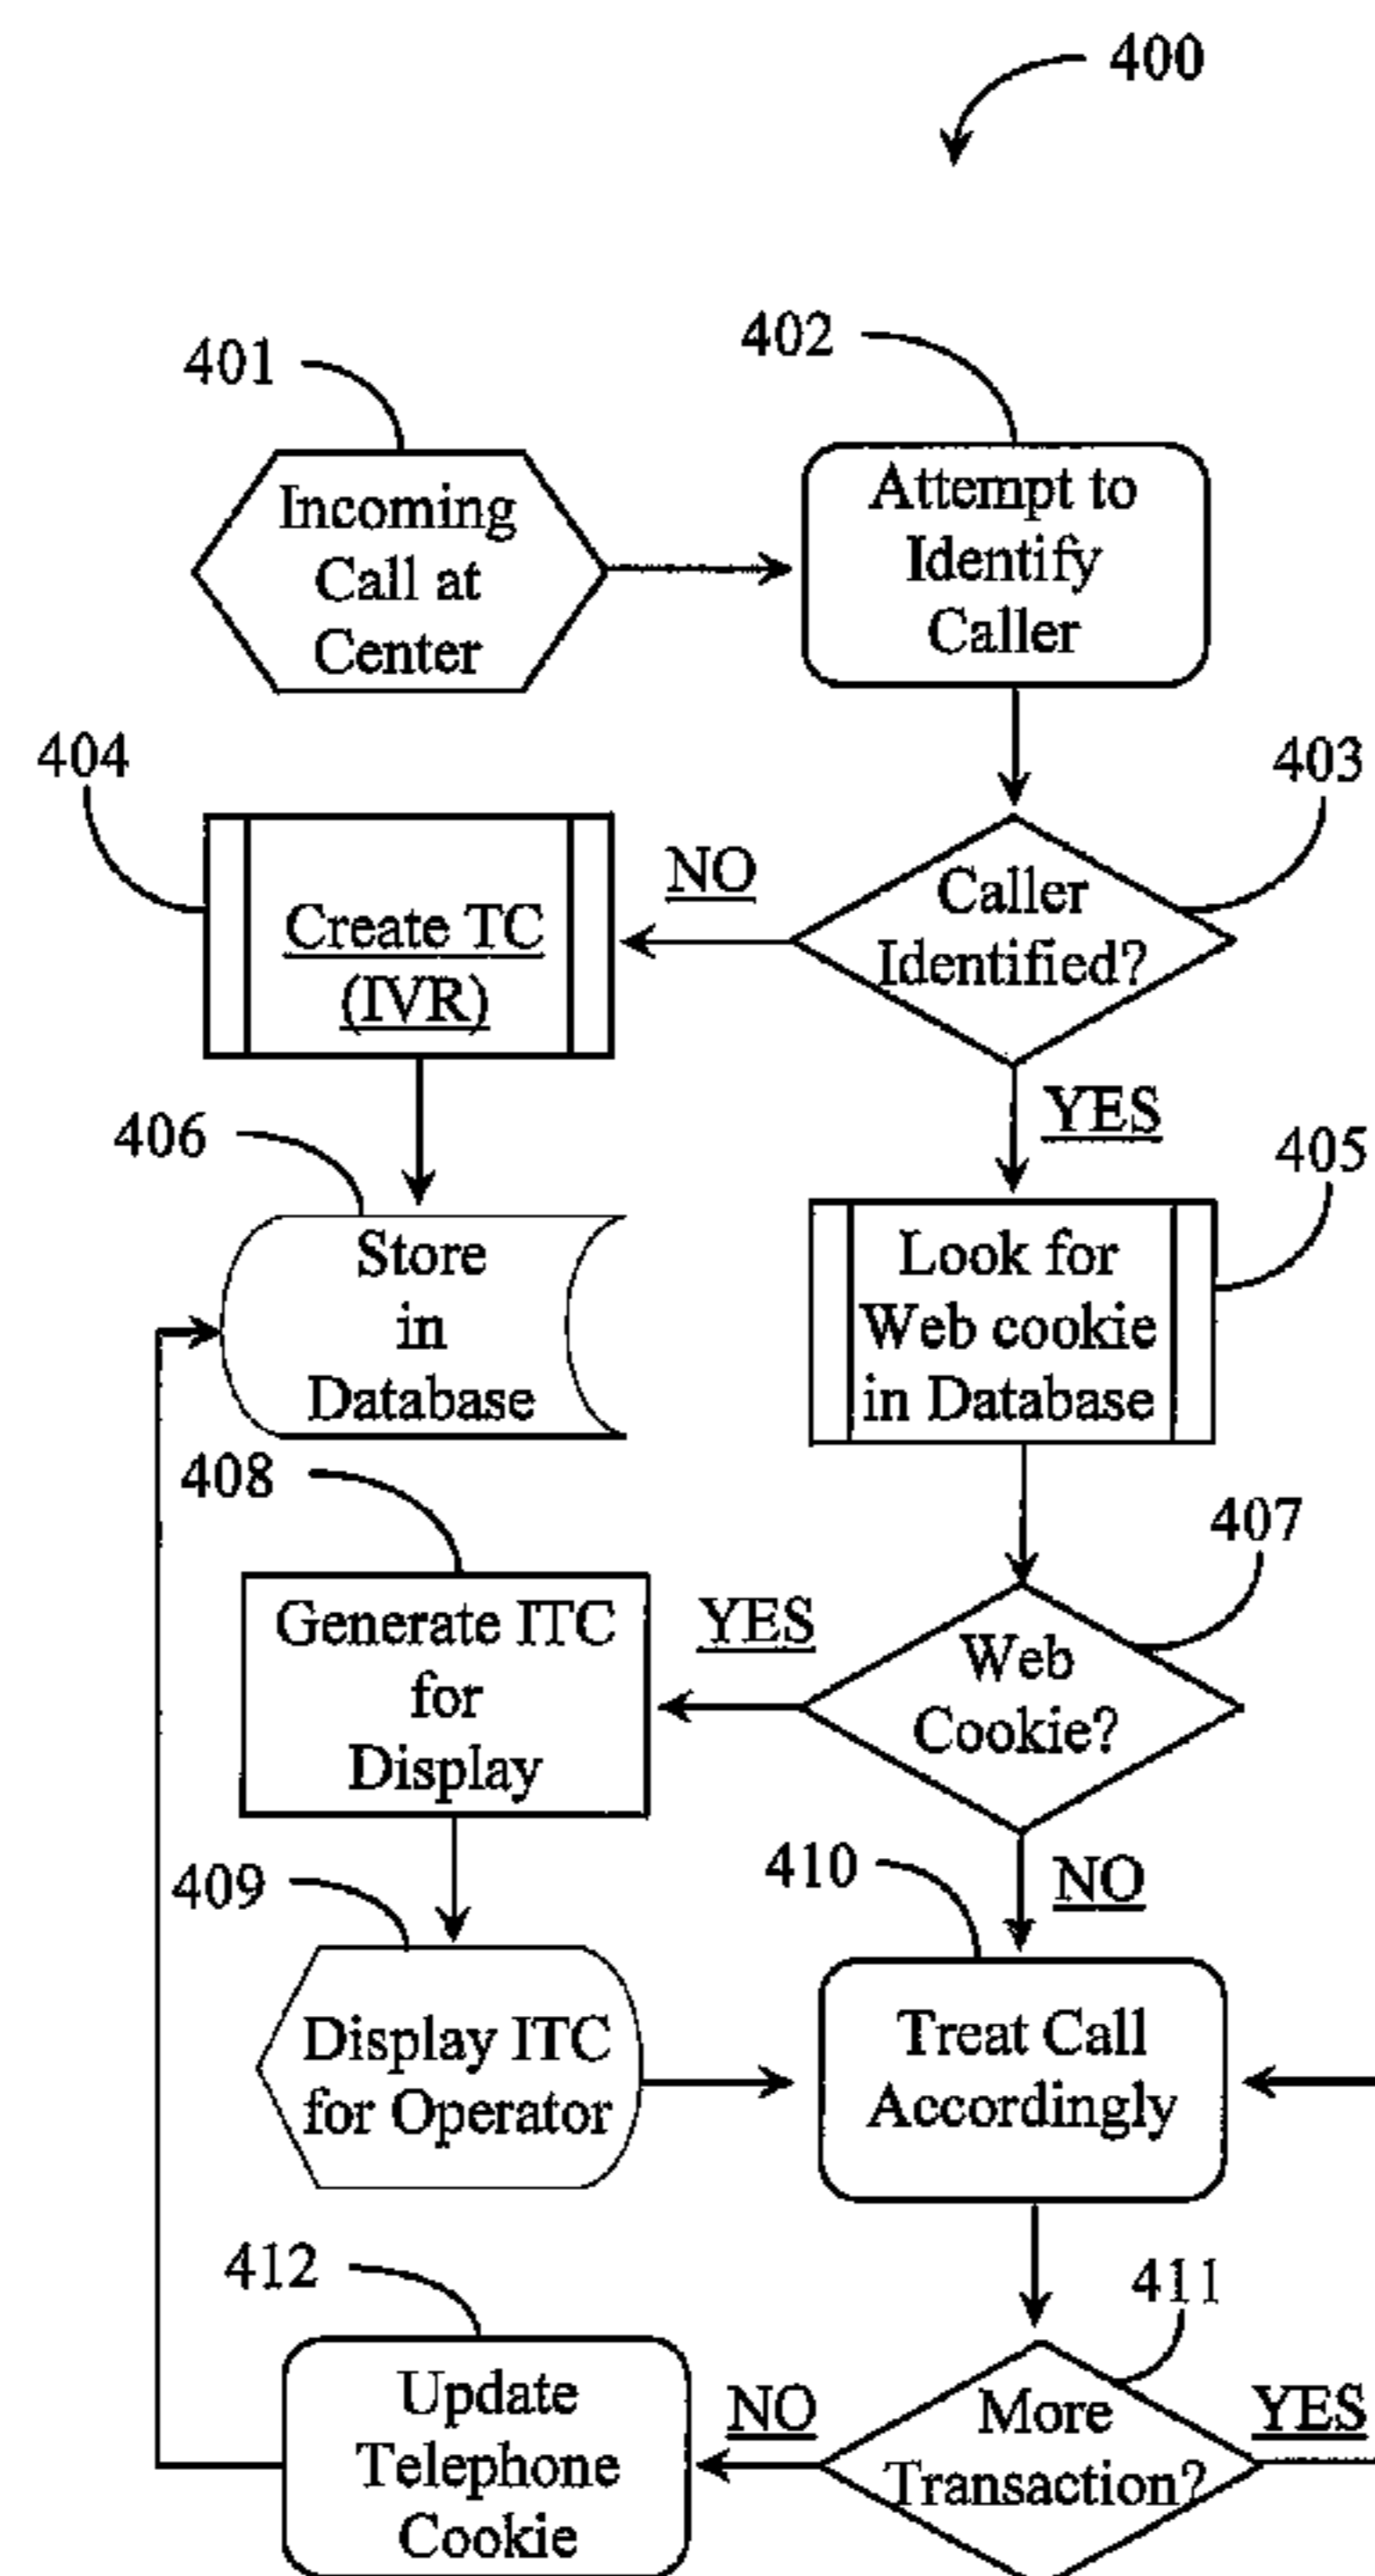 400
401
402
Incoming
Call at
Center
Attempt to
Identify
Caller
404
403
Create TC
(IVR)
NO
Caller
Identified?
YES
406
405
Store
in
Database
Look for
Web cookie
in Database
408
407
Generate ITC
for
Display
YES
Web
Cookie?
409
410
NO
Display ITC
for Operator
Treat Call
Accordingly
412
411
Update
Telephone
Cookie
NO
More
Transaction?
YES